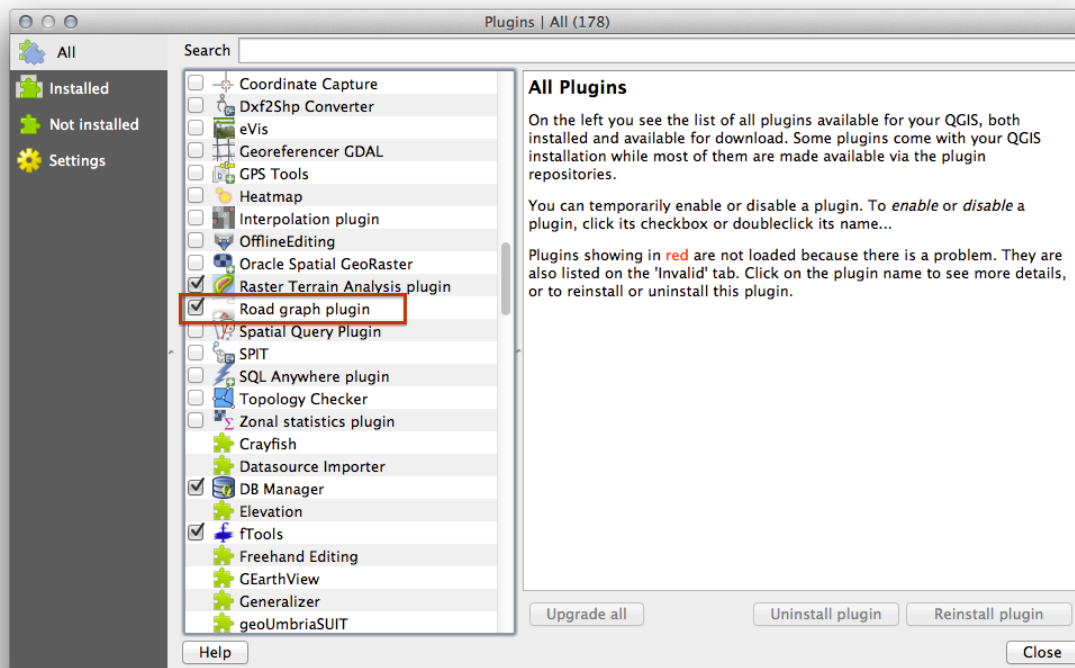 Plugins | All (178)
All
Installed
Not installed
Settings
Search
Coordinate Capture
Dxf2Shp Converter
eVis
Georeferencer GDAL
GPS Tools
Heatmap
Interpolation plugin
OfflineEditing
Oracle Spatial GeoRaster
Raster Terrain Analysis plugin
Road graph plugin
Spatial Query Plugin
SPIT
SQL Anywhere plugin
Topology Checker
Zonal statistics plugin
Crayfish
Datasource Importer
DB Manager
Elevation
fTools
Freehand Editing
GEarthView
Generalizer
geoUmbriaSUIT
All Plugins
On the left you see the list of all plugins available for your QGIS, both
installed and available for download. Some plugins come with your QGIS
installation while most of them are made available via the plugin
repositories.
You can temporarily enable or disable a plugin. To enable or disable a
plugin, click its checkbox or doubleclick its name...
Plugins showing in red are not loaded because there is a problem. They are
also listed on the 'Invalid' tab. Click on the plugin name to see more details,
or to reinstall or uninstall this plugin.
Upgrade all
Uninstall plugin
Reinstall plugin
Help
Close